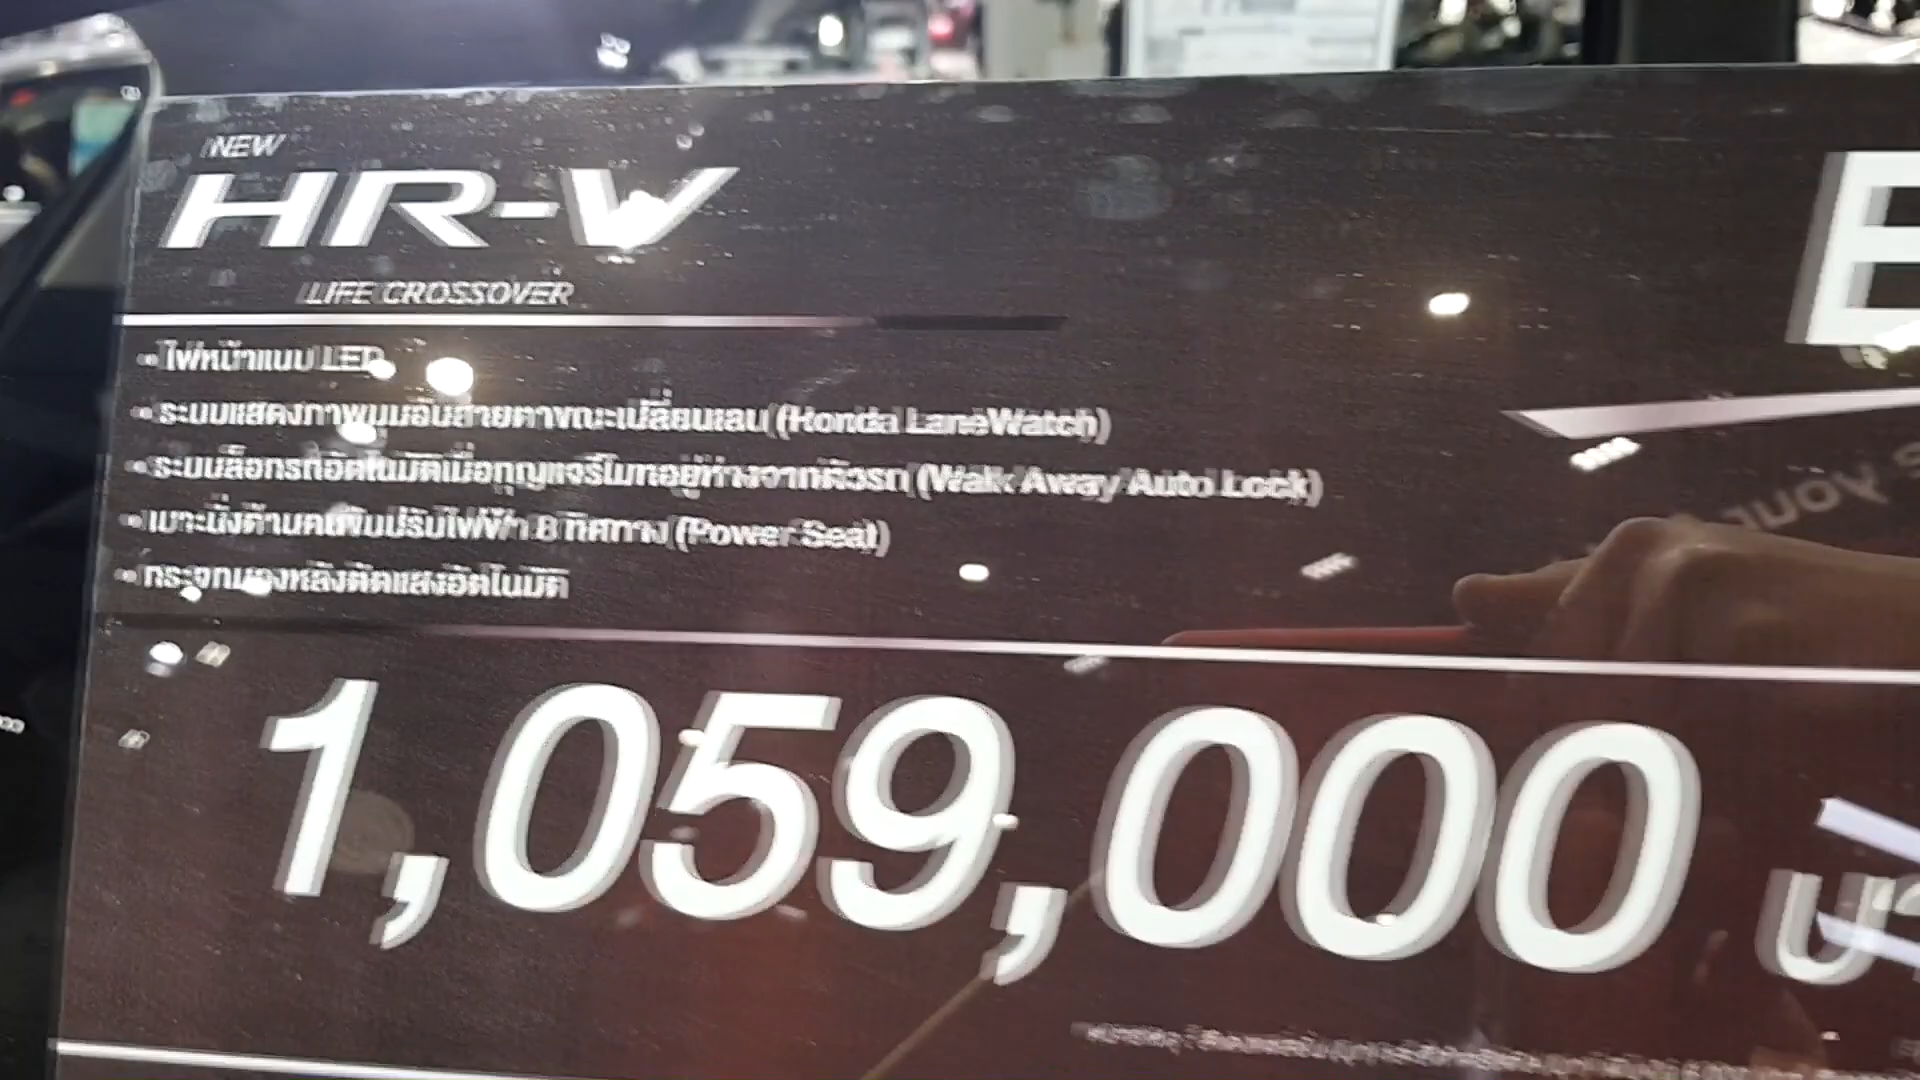 NEW
HR-V
E
LIFE CROSSOVER
• ไฟหน้าแบบ LED
• ระบบแสดงภาพมุมอับสายตาขณะเปลี่ยนเลน (Honda LaneWatch)
• ระบบล็อกรถอัตโนมัติเมื่อกุญแจรีโมทอยู่ห่างจากตัวรถ (Walk Away Auto Lock)
• เบาะนั่งด้านคนขับปรับไฟฟ้า 8 ทิศทาง (Power Seat)
• กระจกมองหลังตัดแสงอัตโนมัติ
1,059,000